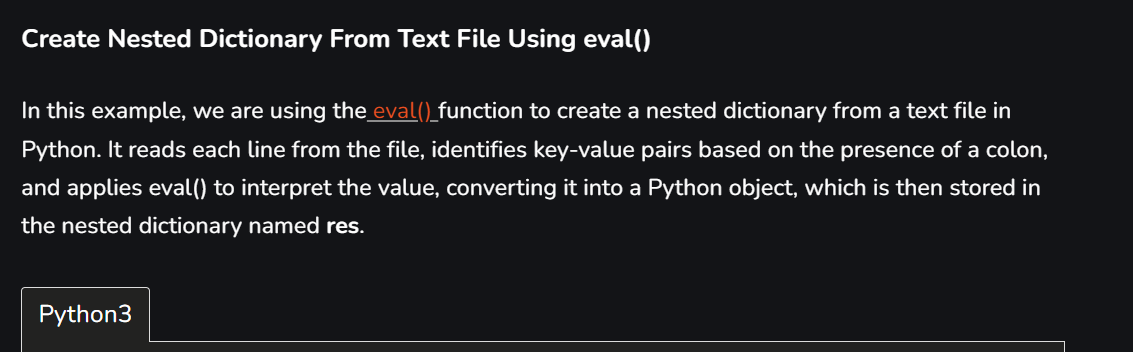 Create Nested Dictionary From Text File Using eval()
In this example, we are using the eval() function to create a nested dictionary from a text file in
Python. It reads each line from the file, identifies key-value pairs based on the presence of a colon,
and applies eval() to interpret the value, converting it into a Python object, which is then stored in
the nested dictionary named res.
Python3